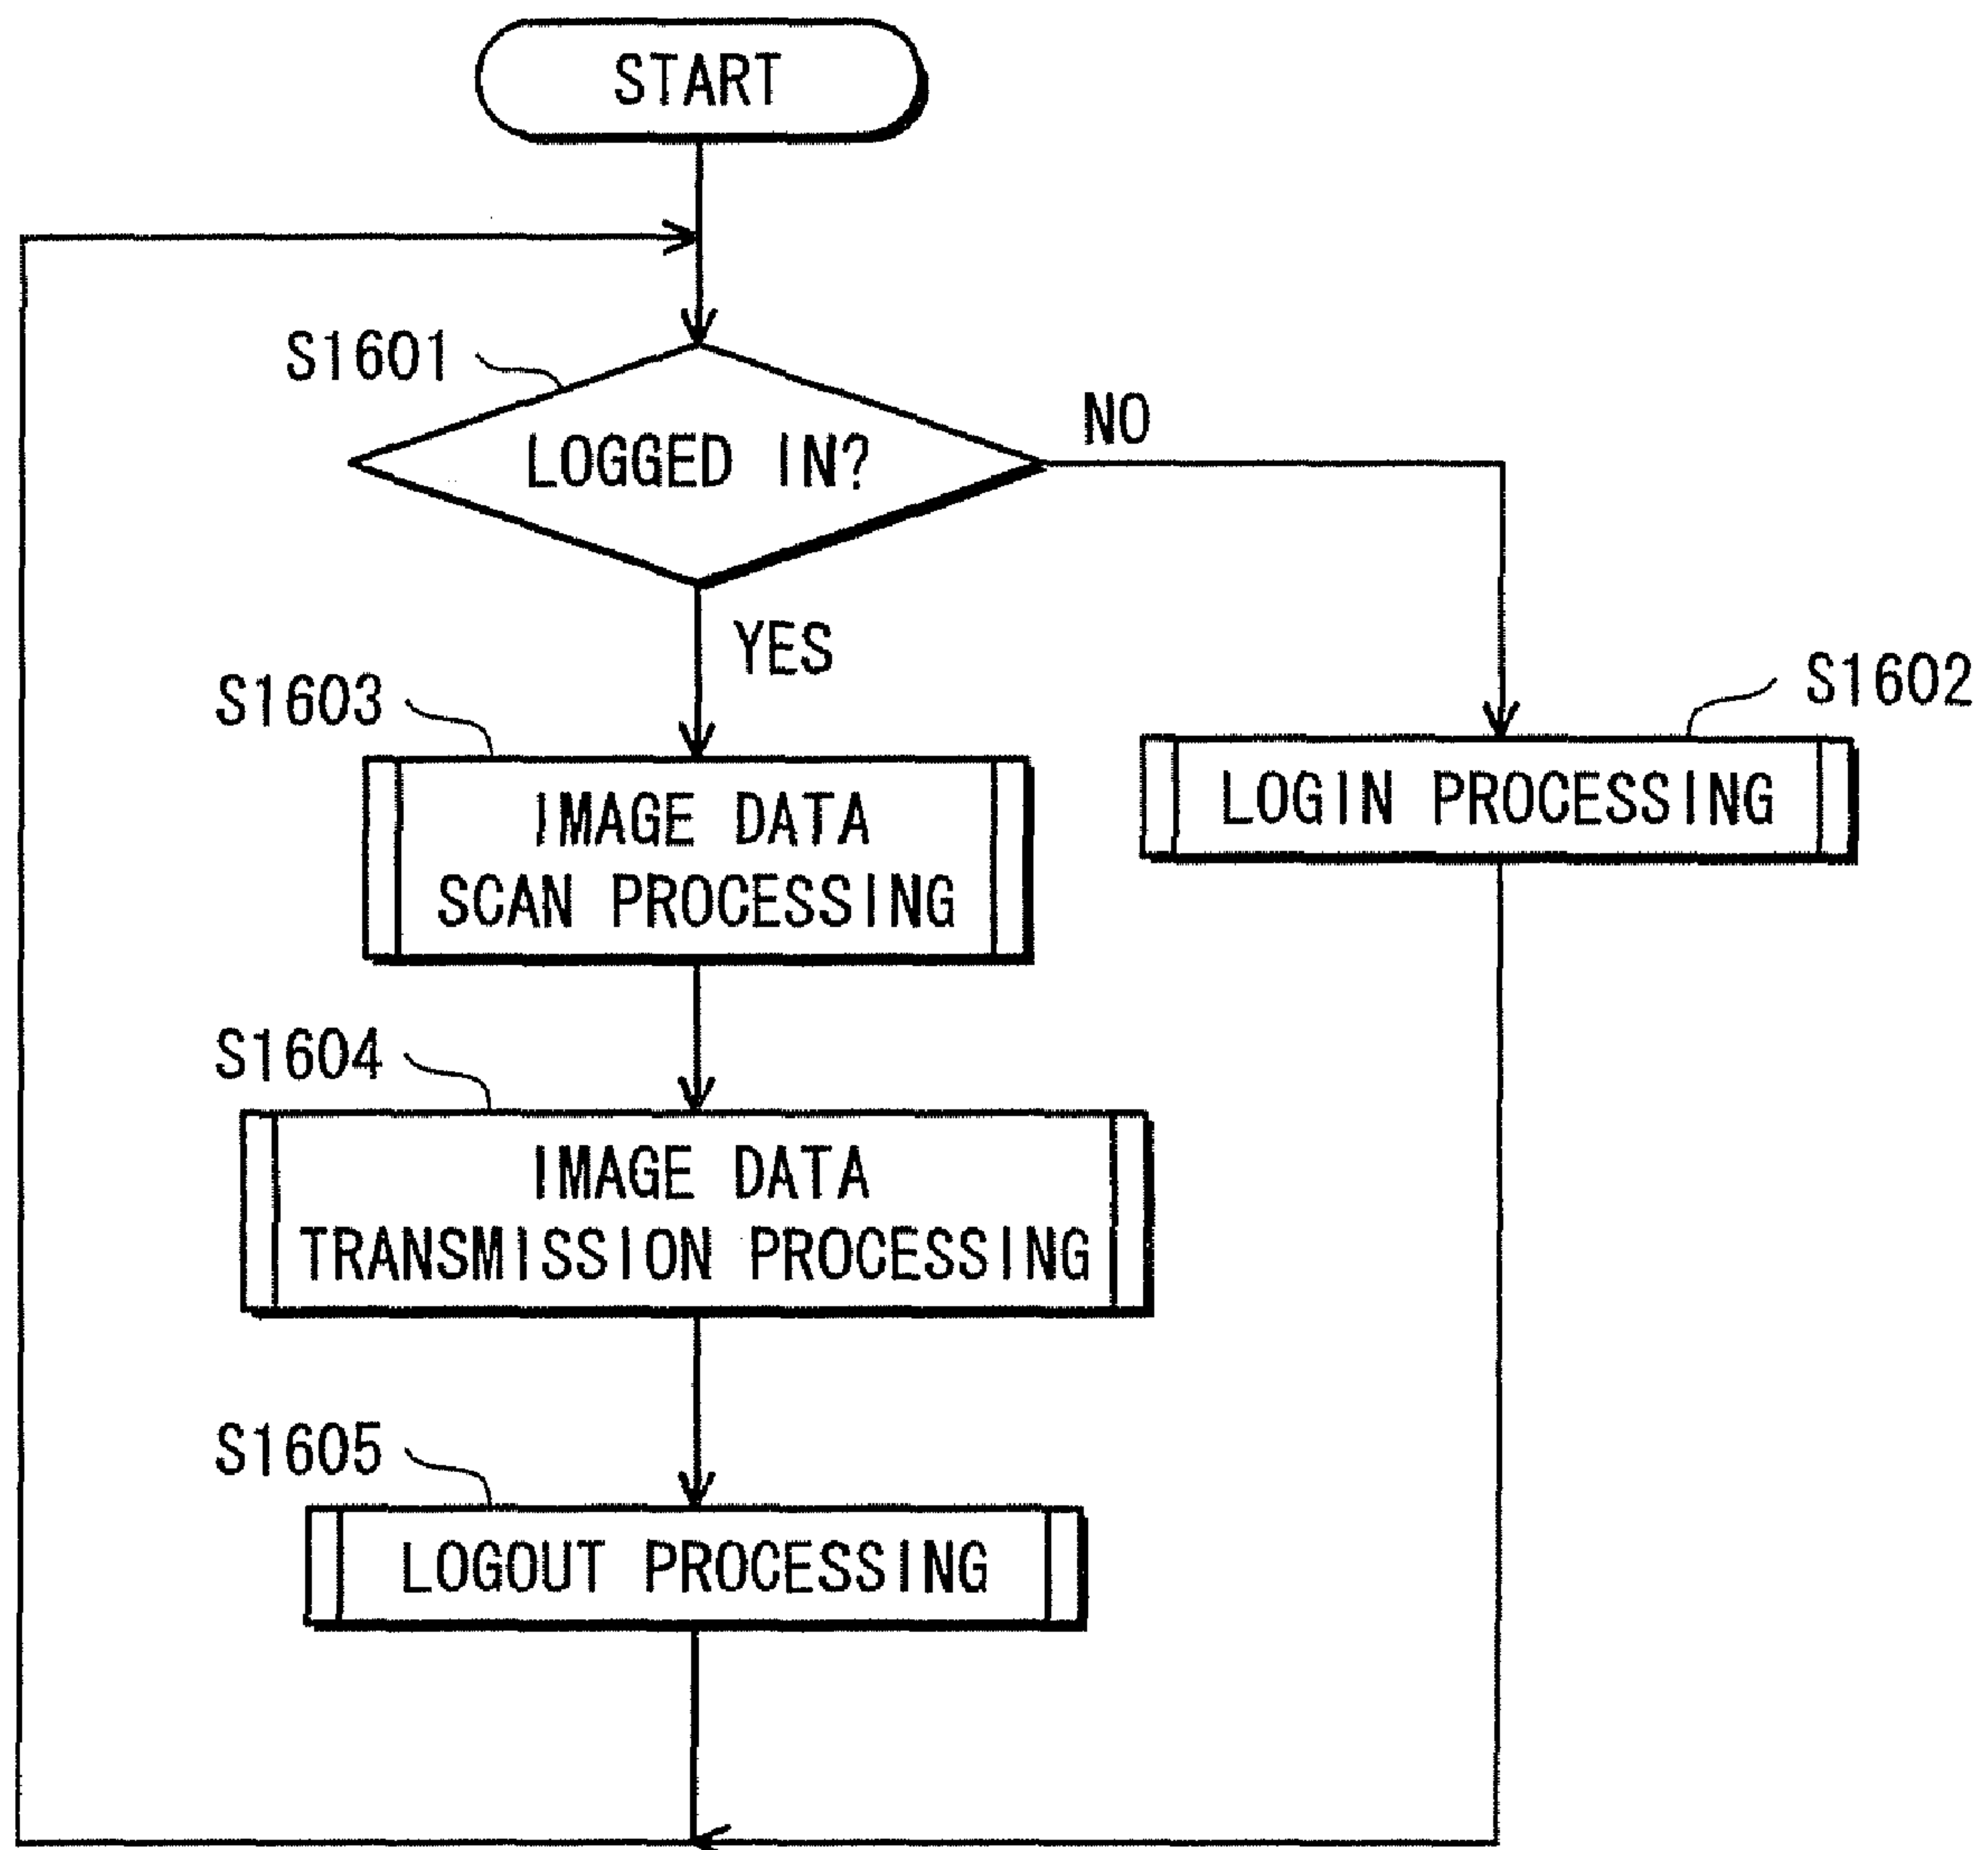 START
S1601
LOGGED IN?
NO
YES
S1603
S1602
IMAGE DATA
SCAN PROCESSING
LOGIN PROCESSING
S1604
IMAGE DATA
TRANSMISSION PROCESSING
S1605
LOGOUT PROCESSING